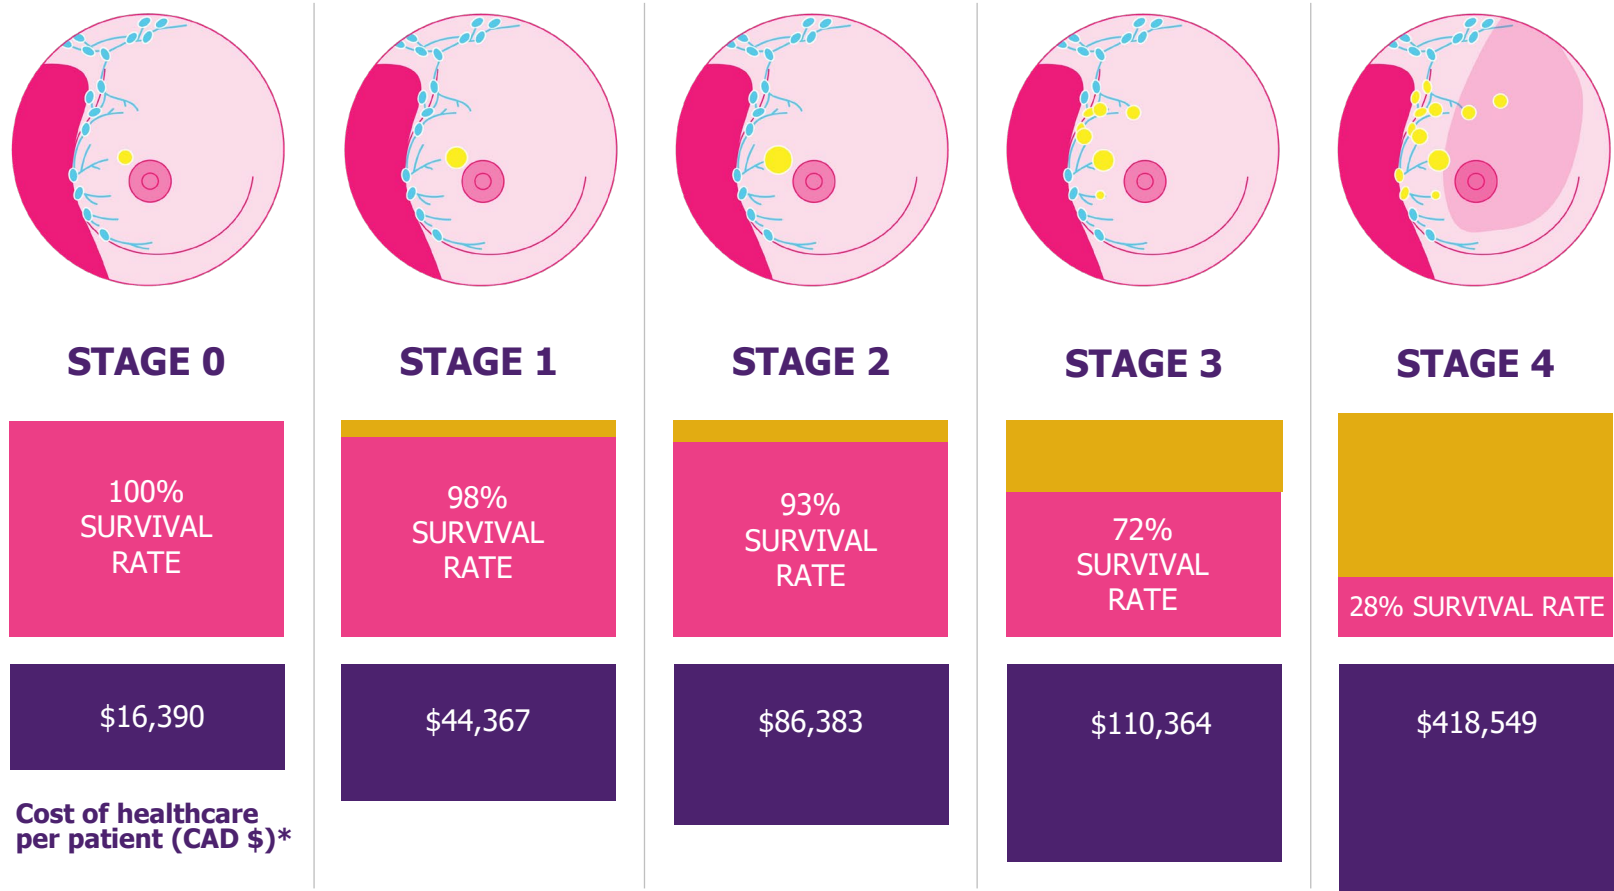 STAGE 0
STAGE 1
STAGE 2
STAGE 3
STAGE 4
100%
SURVIVAL
RATE
98%
SURVIVAL
RATE
93%
SURVIVAL
RATE
72%
SURVIVAL
RATE
28% SURVIVAL RATE
$16,390
$44,367
$86,383
$110,364
$418,549
Cost of healthcare
per patient (CAD $)*